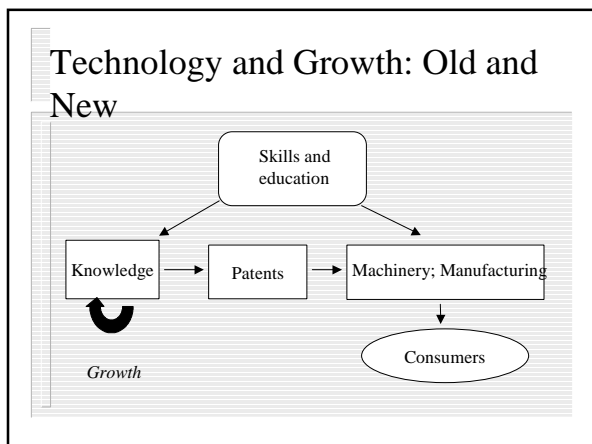 Technology and Growth: Old and
New
Skills and
education
Knowledge
Patents
Machinery; Manufacturing
Growth
Consumers